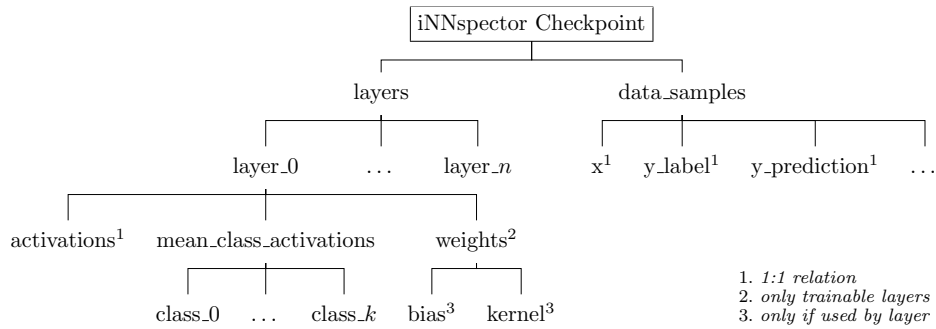 iNNspector Checkpoint
layers data_samples
layer_0 ... layer_n x¹ y_label¹ y_prediction¹ ...
activations¹ mean_class_activations weights²
class_0 ... class_k bias³ kernel³
1. 1:1 relation
2. only trainable layers
3. only if used by layer